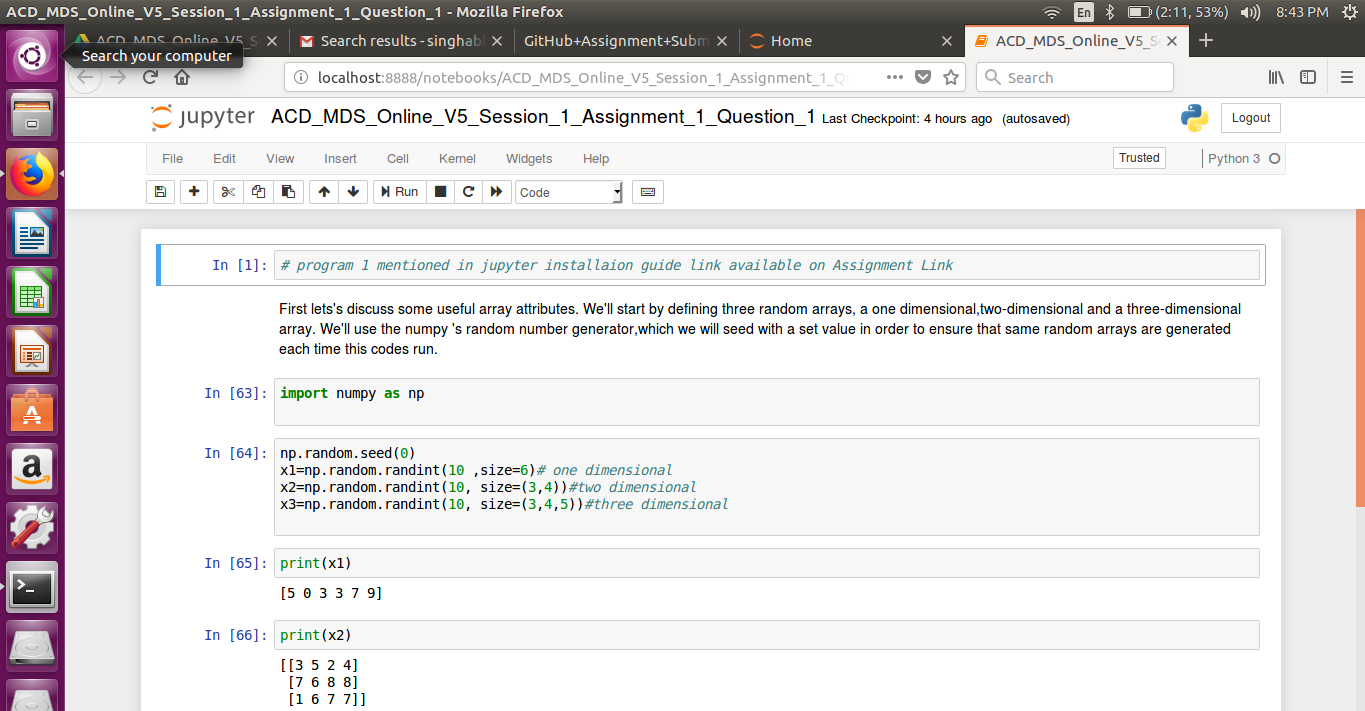 ACD_MDS_Online_V5_Session_1_Assignment_1_Question_1 - Mozilla Firefox
En
(2:11, 53%)
8:43 PM
ACD_MDS_Online_V5_S
Search results - singhab
GitHub+Assignment+Subm
Home
ACD_MDS_Online_V5_S
Search your computer
localhost:8888/notebooks/ACD_MDS_Online_V5_Session_1_Assignment_1_Q
Search
jupyter
ACD_MDS_Online_V5_Session_1_Assignment_1_Question_1 Last Checkpoint: 4 hours ago (autosaved)
Logout
File Edit View Insert Cell Kernel Widgets Help
Trusted
Python 3
Run
Code
In [1]: # program 1 mentioned in jupyter installaion guide link available on Assignment Link
First lets's discuss some useful array attributes. We'll start by defining three random arrays, a one dimensional,two-dimensional and a three-dimensional
array. We'll use the numpy 's random number generator,which we will seed with a set value in order to ensure that same random arrays are generated
each time this codes run.
In [63]: import numpy as np
In [64]: np.random.seed(0)
x1=np.random.randint(10 ,size=6)# one dimensional
x2=np.random.randint(10, size=(3,4))#two dimensional
x3=np.random.randint(10, size=(3,4,5))#three dimensional
In [65]: print(x1)
[5 0 3 3 7 9]
In [66]: print(x2)
[[3 5 2 4]
[7 6 8 8]
[1 6 7 7]]